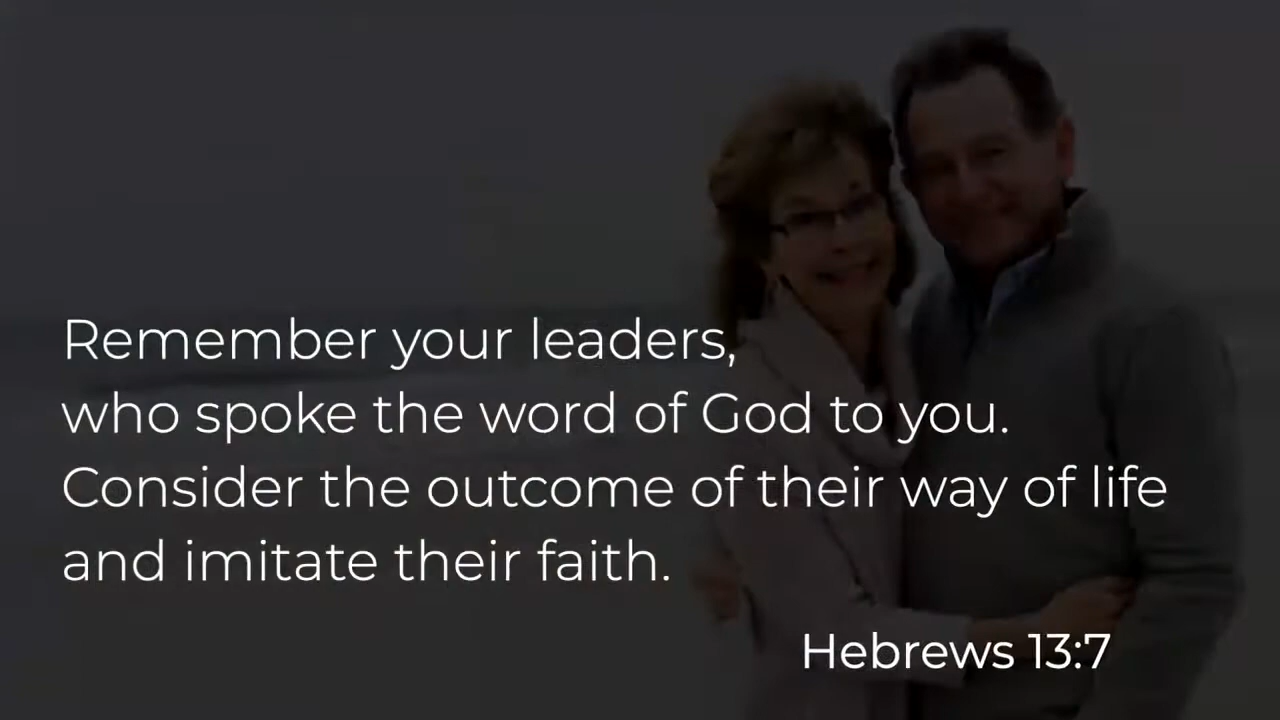 Remember your leaders,
who spoke the word of God to you.
Consider the outcome of their way of life
and imitate their faith.
Hebrews 13:7